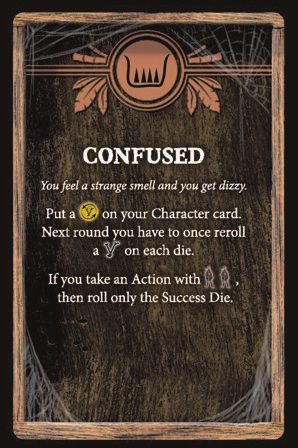 CONFUSED
You feel a strange smell and you get dizzy.
Put a on your Character card.
Next round you have to once reroll
a on each die.
If you take an Action with ,
then roll only the Success Die.